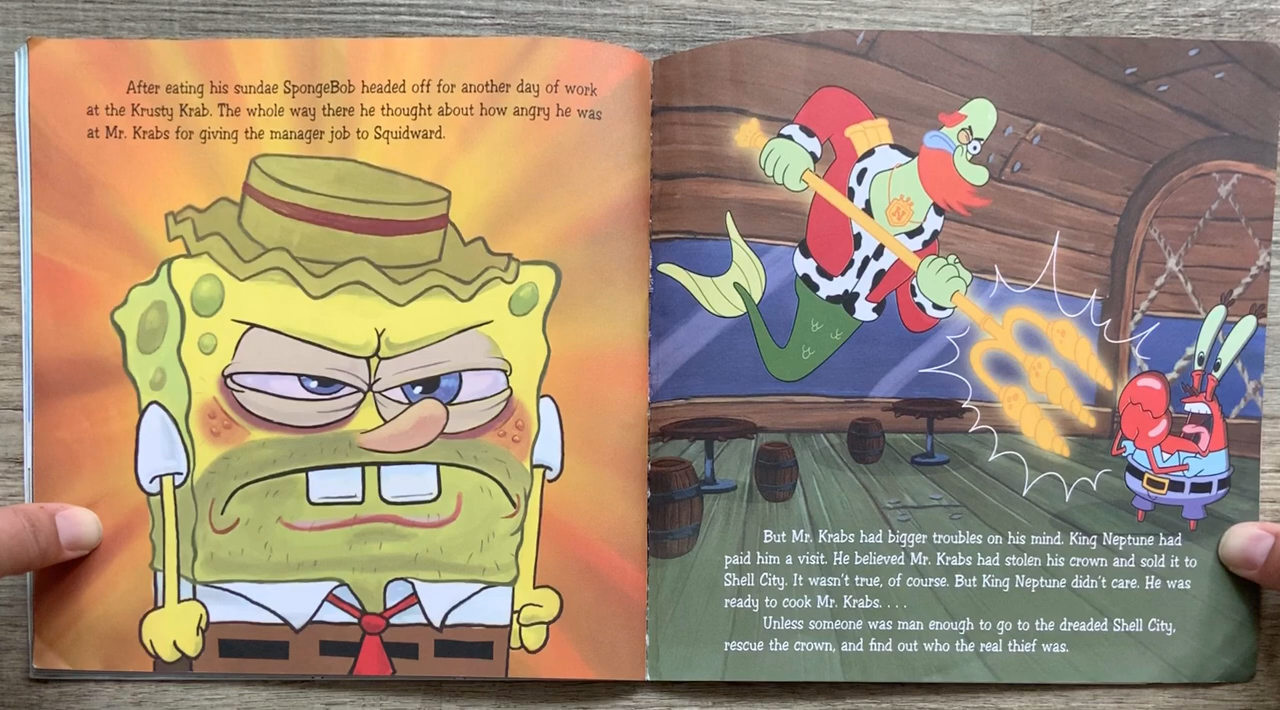 After eating his sundae SpongeBob headed off for another day of work
at the Krusty Krab. The whole way there he thought about how angry he was
at Mr. Krabs for giving the manager job to Squidward.
N
But Mr. Krabs had bigger troubles on his mind. King Neptune had
paid him a visit. He believed Mr. Krabs had stolen his crown and sold it to
Shell City. It wasn't true, of course. But King Neptune didn't care. He was
ready to cook Mr. Krabs. . . .
Unless someone was man enough to go to the dreaded Shell City,
rescue the crown, and find out who the real thief was.